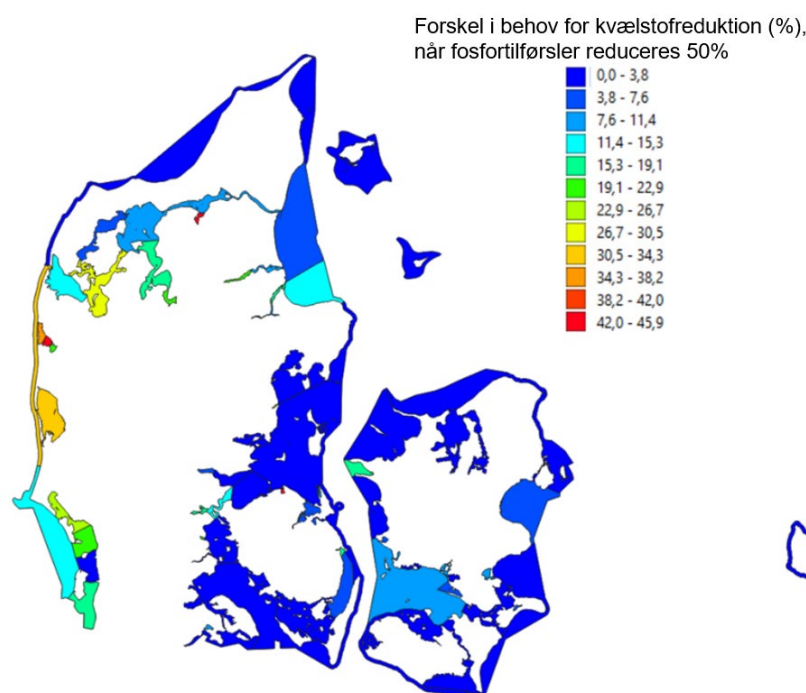 Forskel i behov for kvælstofreduktion (%),
når fosfortilførsler reduceres 50%
0,0 - 3,8
3,8 - 7,6
7,6 - 11,4
11,4 - 15,3
15,3 - 19,1
19,1 - 22,9
22,9 - 26,7
26,7 - 30,5
30,5 - 34,3
34,3 - 38,2
38,2 - 42,0
42,0 - 45,9